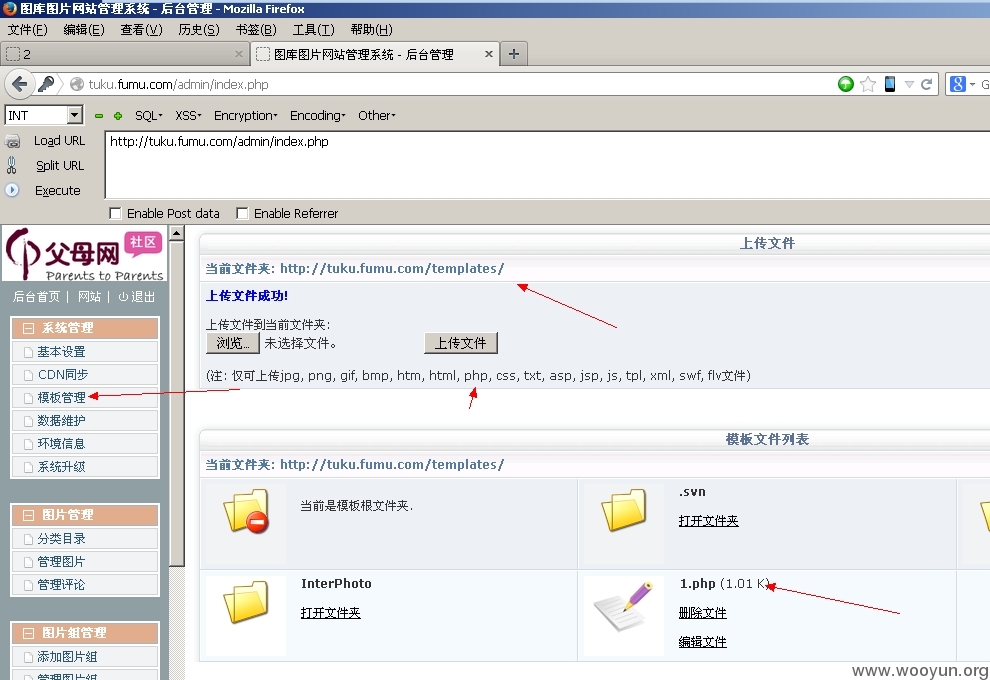 图库图片网站管理系统 - 后台管理 - Mozilla Firefox
文件(F) 编辑(E) 查看(V) 历史(S) 书签(B) 工具(T) 帮助(H)
2 × 图库图片网站管理系统 - 后台管理 × +
tuku.fumu.com/admin/index.php 8 G
INT SQL XSS Encryption Encoding Other
Load URL http://tuku.fumu.com/admin/index.php
Split URL
Execute
Enable Post data Enable Referrer
父母网 社区
Parents to Parents
后台首页 | 网站 | 退出
系统管理
基本设置
CDN同步
模板管理
数据维护
环境信息
系统升级
图片管理
分类目录
管理图片
管理评论
图片组管理
添加图片组
管理图片组
上传文件
当前文件夹: http://tuku.fumu.com/templates/
上传文件成功!
上传文件到当前文件夹:
浏览... 未选择文件。 上传文件
(注: 仅可上传jpg, png, gif, bmp, htm, html, php, css, txt, asp, jsp, js, tpl, xml, swf, flv文件)
模板文件列表
当前文件夹: http://tuku.fumu.com/templates/
当前是模板根文件夹.
.svn
打开文件夹
InterPhoto
打开文件夹
1.php (1.01 K)
删除文件
编辑文件
www.wooyun.org